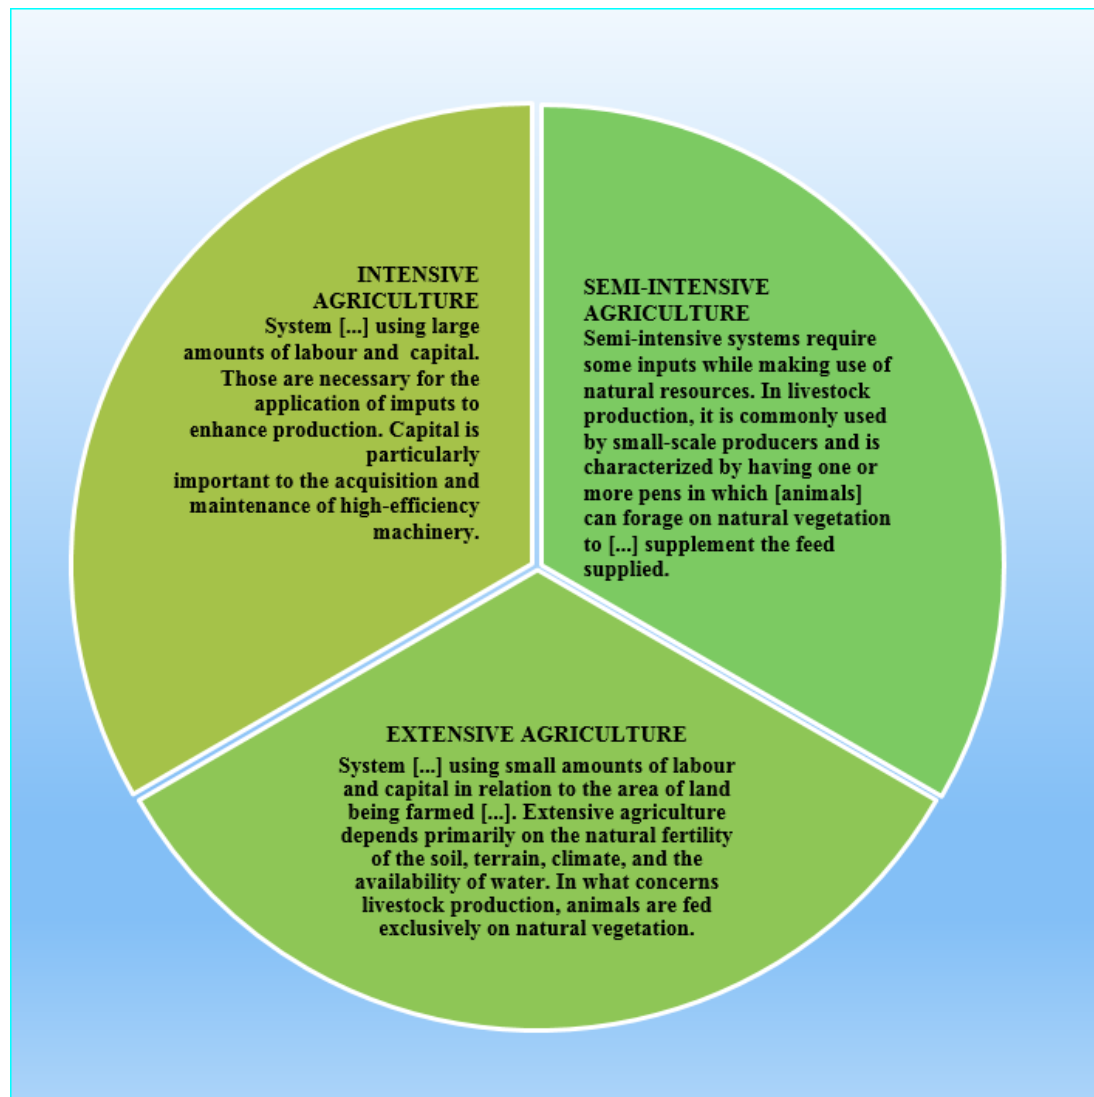 INTENSIVE
AGRICULTURE
System [...] using large
amounts of labour and  capital.
Those are necessary for the
application of imputs to
enhance production. Capital is
particularly
important to the acquisition and
maintenance of high-efficiency
machinery.
SEMI-INTENSIVE
AGRICULTURE
Semi-intensive systems require
some inputs while making use of
natural resources. In livestock
production, it is commonly used
by small-scale producers and is
characterized by having one or
more pens in which [animals]
can forage on natural vegetation
to [...] supplement the feed
supplied.
EXTENSIVE AGRICULTURE
System [...] using small amounts of labour
and capital in relation to the area of land
being farmed [...]. Extensive agriculture
depends primarily on the natural fertility
of the soil, terrain, climate, and the
availability of water. In what concerns
livestock production, animals are fed
exclusively on natural vegetation.